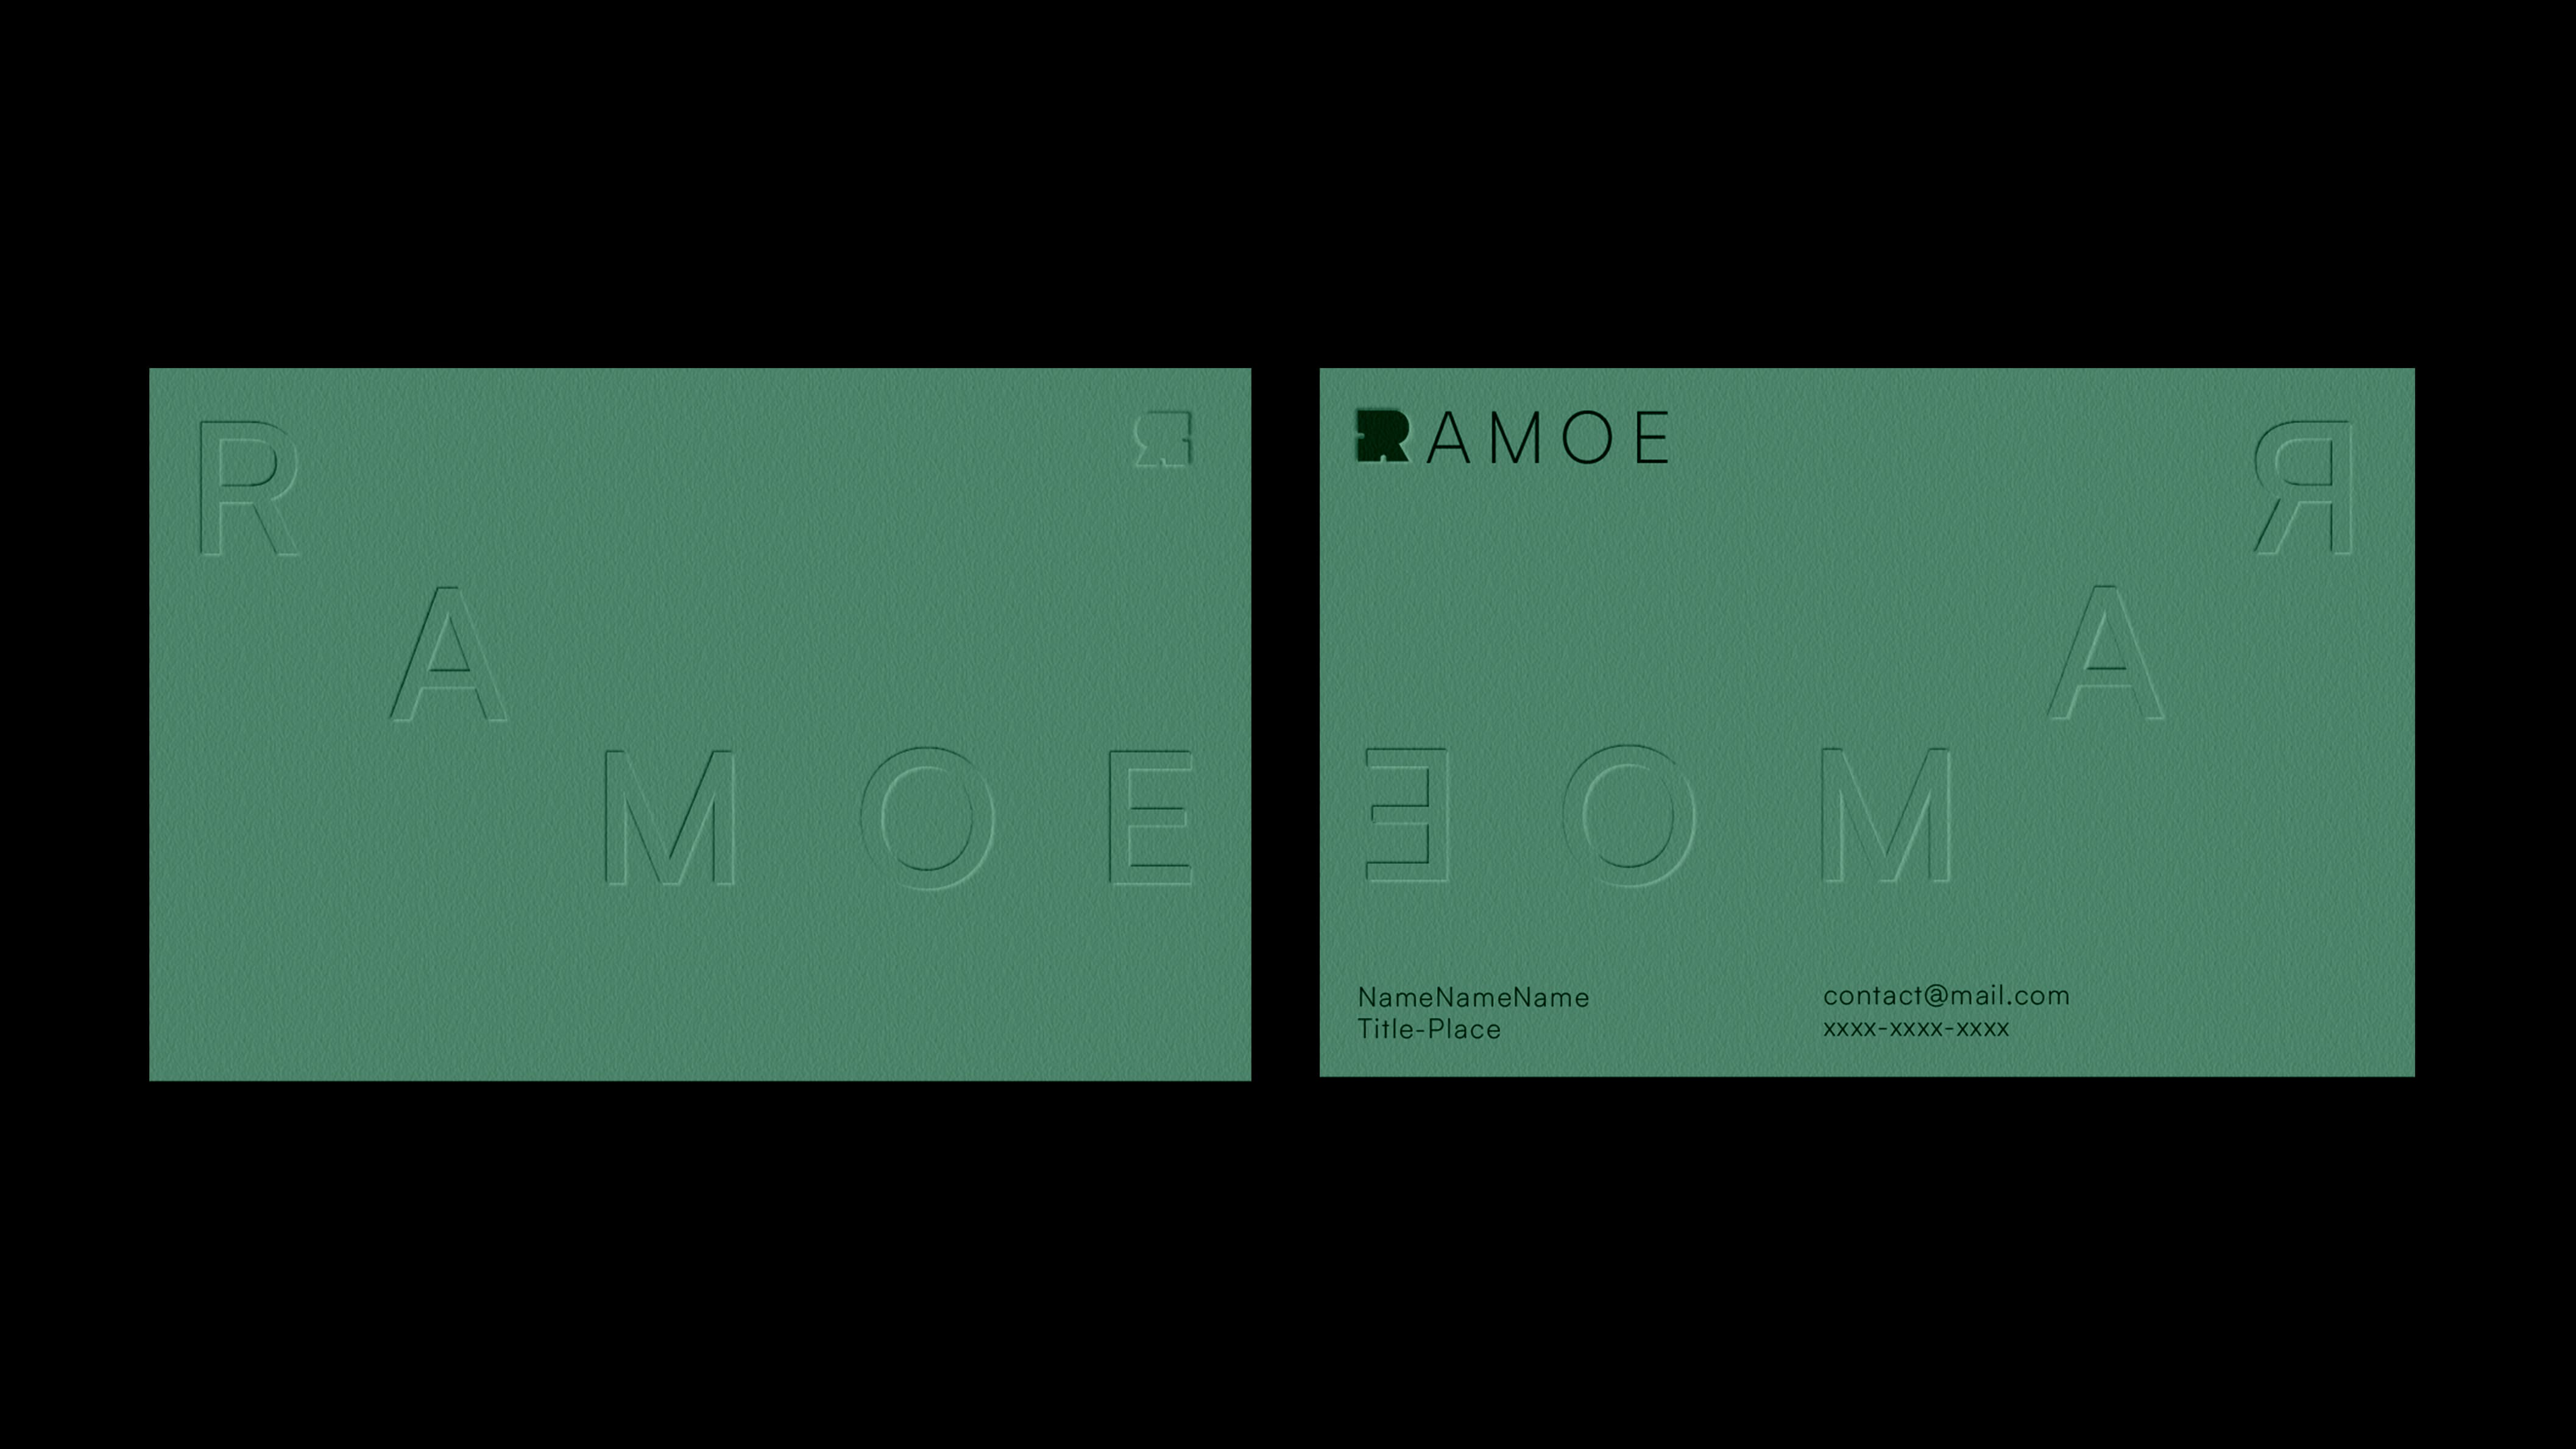 R Я
A
M O E
RAMOE
Я
A
Ǝ O M
NameNameName
Title-Place
contact@mail.com
xxxx-xxxx-xxxx